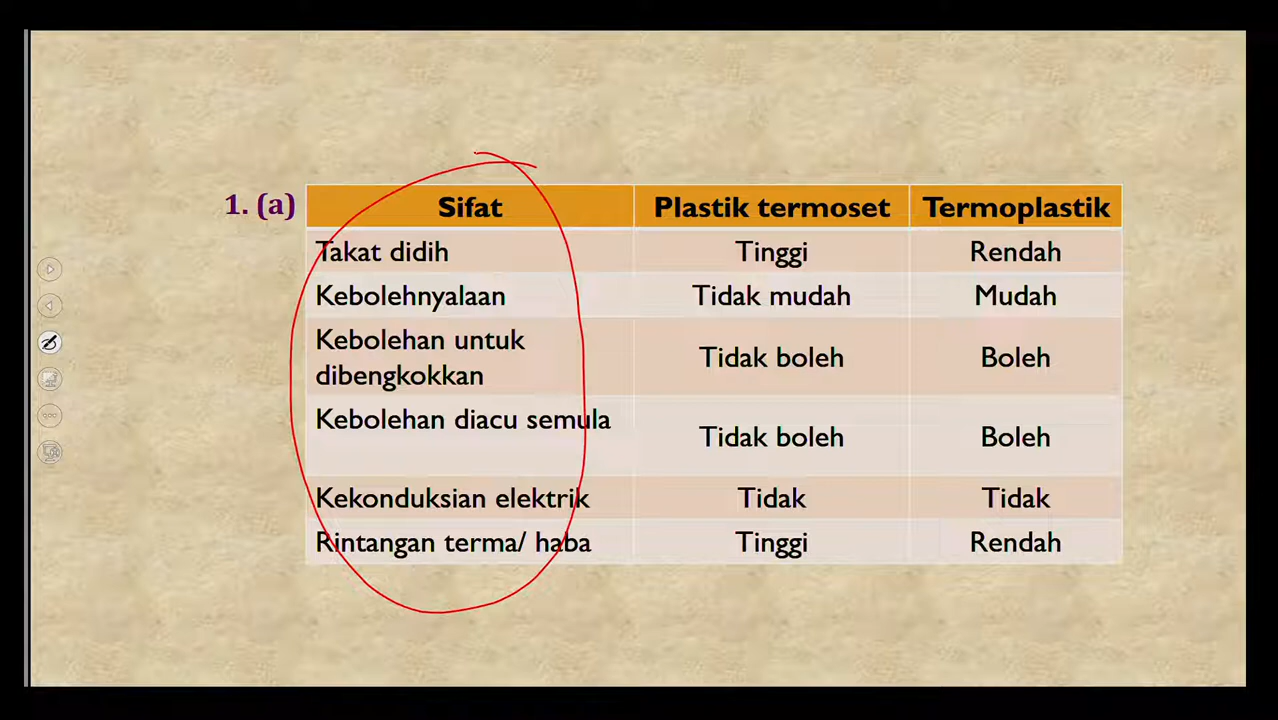 1. (a)
Sifat Plastik termoset Termoplastik
Takat didih Tinggi Rendah
Kebolehnyalaan Tidak mudah Mudah
Kebolehan untuk
dibengkokkan Tidak boleh Boleh
Kebolehan diacu semula Tidak boleh Boleh
Kekonduksian elektrik Tidak Tidak
Rintangan terma/ haba Tinggi Rendah